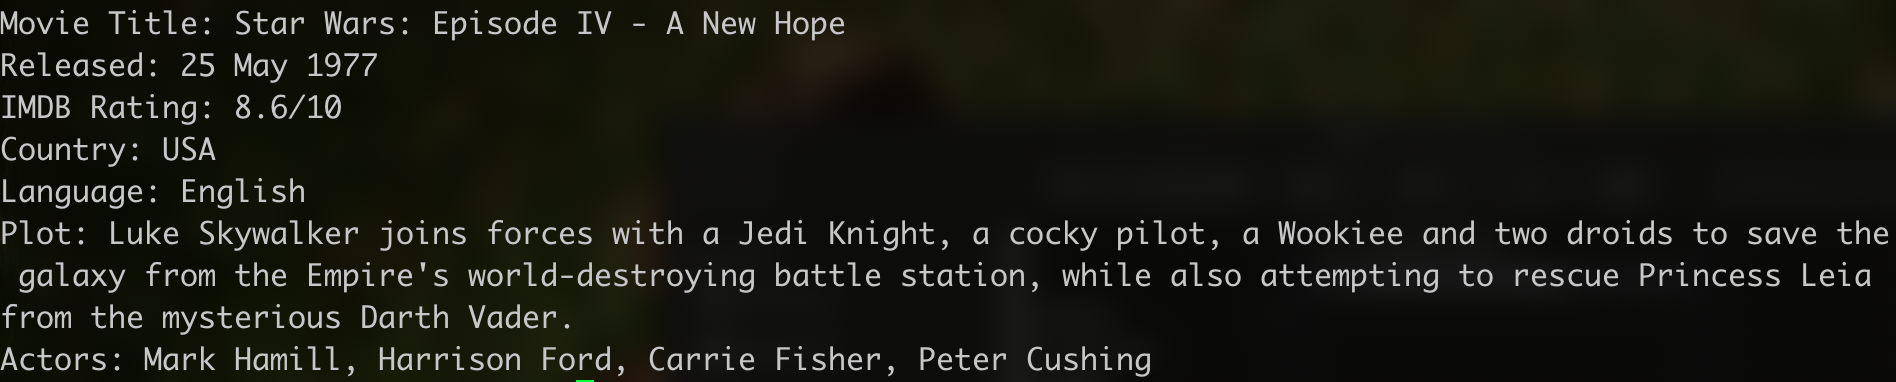 Movie Title: Star Wars: Episode IV - A New Hope
Released: 25 May 1977
IMDB Rating: 8.6/10
Country: USA
Language: English
Plot: Luke Skywalker joins forces with a Jedi Knight, a cocky pilot, a Wookiee and two droids to save the
galaxy from the Empire's world-destroying battle station, while also attempting to rescue Princess Leia
from the mysterious Darth Vader.
Actors: Mark Hamill, Harrison Ford, Carrie Fisher, Peter Cushing